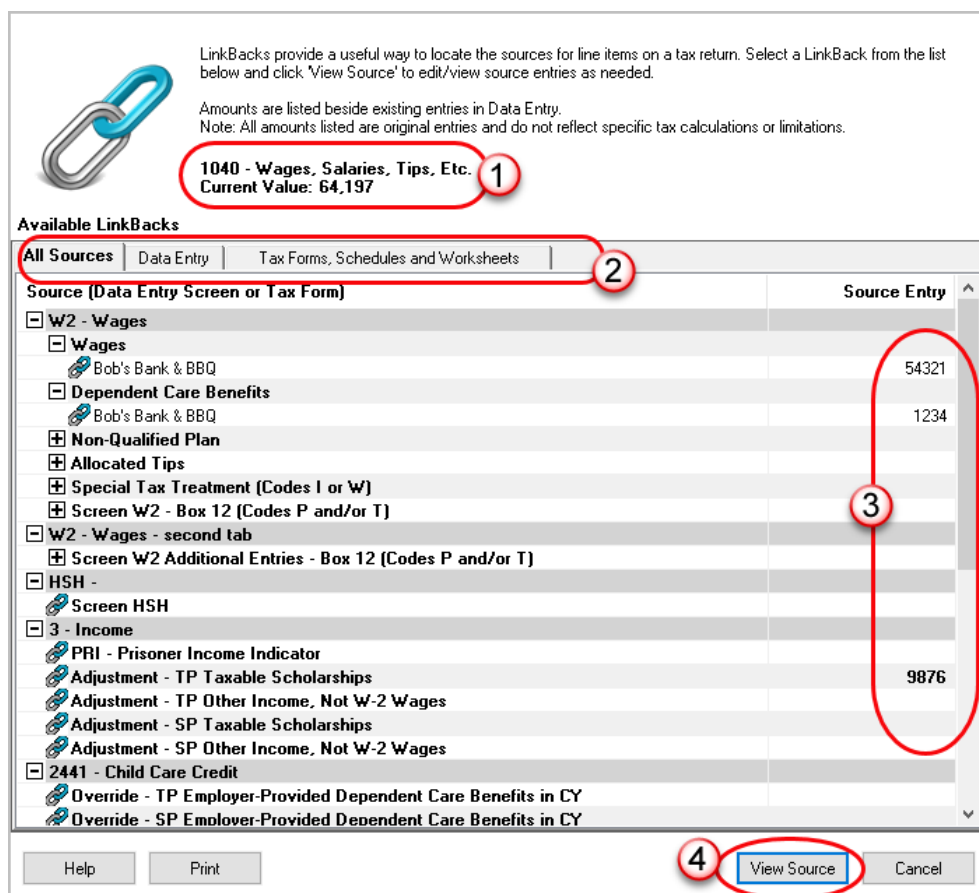 LinkBacks provide a useful way to locate the sources for line items on a tax return. Select a LinkBack from the list
below and click 'View Source' to edit/view source entries as needed.
Amounts are listed beside existing entries in Data Entry.
Note: All amounts listed are original entries and do not reflect specific tax calculations or limitations.
1040 - Wages, Salaries, Tips, Etc.
Current Value: 64,197
1
Available LinkBacks
All Sources Data Entry Tax Forms, Schedules and Worksheets
2
Source (Data Entry Screen or Tax Form) Source Entry
W2 - Wages
Wages
Bob's Bank & BBQ 54321
Dependent Care Benefits
Bob's Bank & BBQ 1234
Non-Qualified Plan
Allocated Tips
Special Tax Treatment (Codes I or W)
Screen W2 - Box 12 (Codes P and/or T)
3
W2 - Wages - second tab
Screen W2 Additional Entries - Box 12 (Codes P and/or T)
HSH -
Screen HSH
3 - Income
PRI - Prisoner Income Indicator
Adjustment - TP Taxable Scholarships 9876
Adjustment - TP Other Income, Not W-2 Wages
Adjustment - SP Taxable Scholarships
Adjustment - SP Other Income, Not W-2 Wages
2441 - Child Care Credit
Override - TP Employer-Provided Dependent Care Benefits in CY
Override - SP Employer-Provided Dependent Care Benefits in CY
4
Help Print View Source Cancel